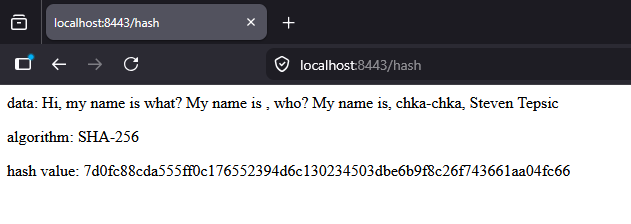 localhost:8443/hash
localhost:8443/hash
data: Hi, my name is what? My name is , who? My name is, chka-chka, Steven Tepsic
algorithm: SHA-256
hash value: 7d0fc88cda555ff0c176552394d6c130234503dbe6b9f8c26f743661aa04fc66